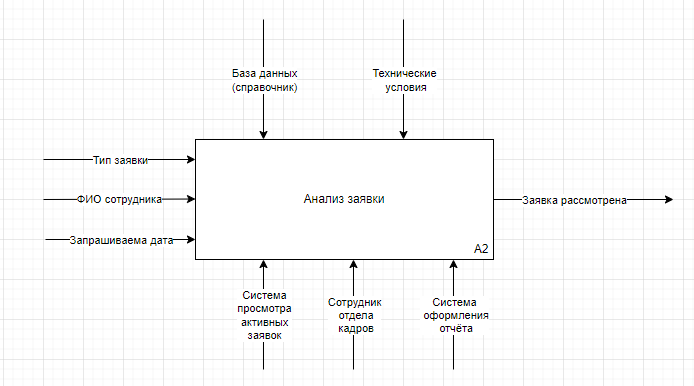 База данных
(справочник)
Технические
условия
Тип заявки
ФИО сотрудника
Запрашиваема дата
Анализ заявки
A2
Заявка рассмотрена
Система
просмотра
активных
заявок
Сотрудник
отдела
кадров
Система
оформления
отчёта